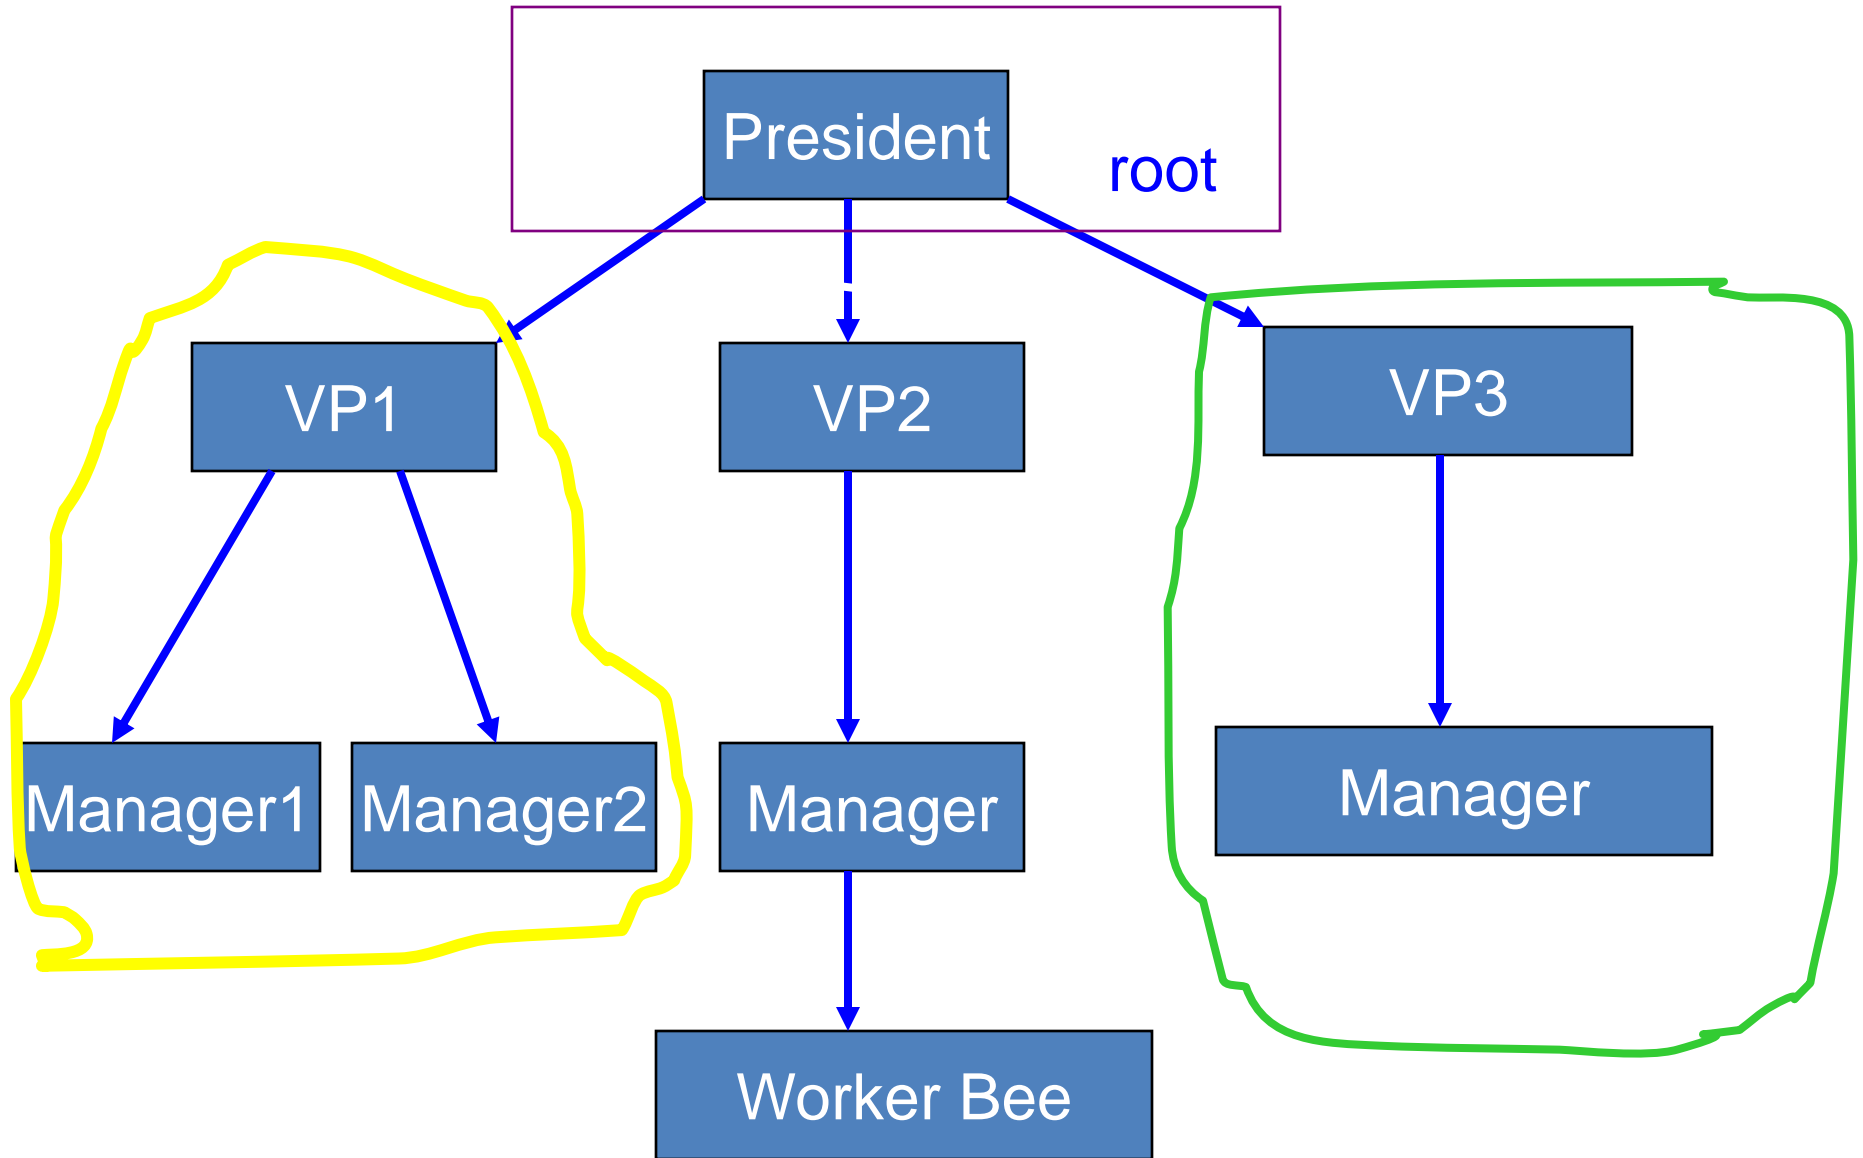 President
root
VP1
VP2
VP3
Manager1
Manager2
Manager
Manager
Worker Bee